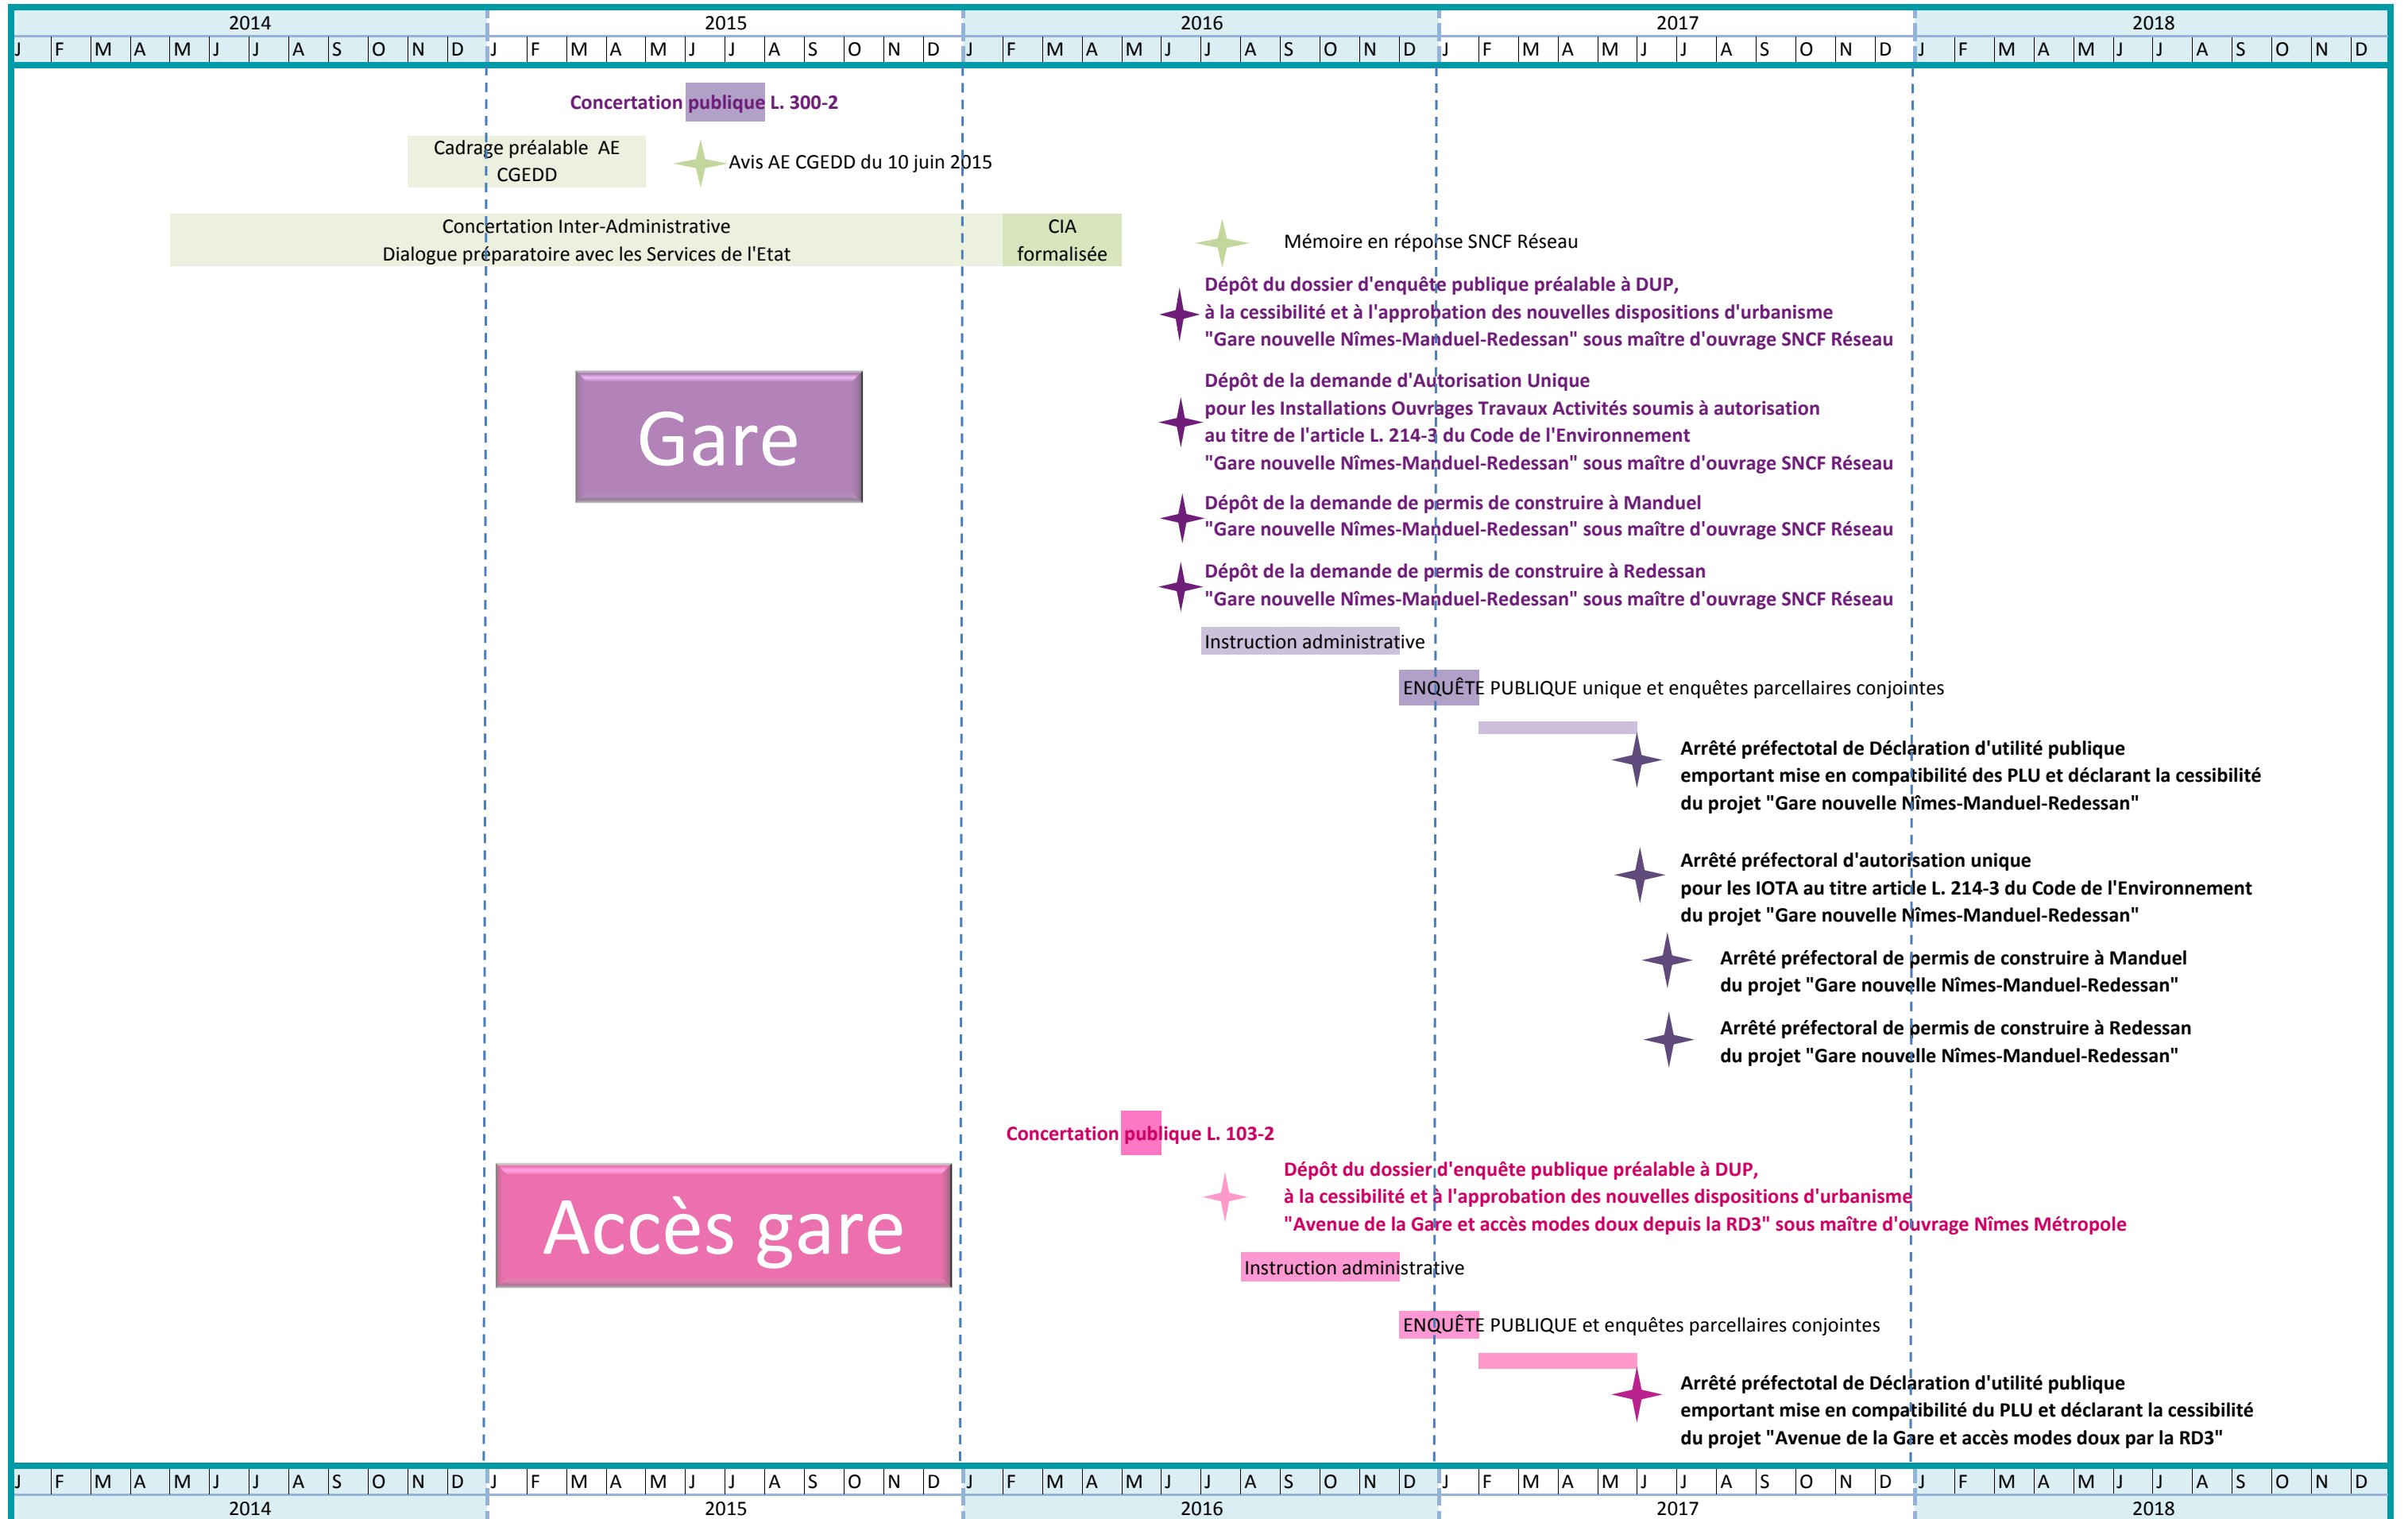 2014 2015 2016 2017 2018
J F M A M J J A S O N D J F M A M J J A S O N D J F M A M J J A S O N D J F M A M J J A S O N D J F M A M J J A S O N D
Concertation publique L. 300-2
Cadrage préalable AE
CGEDD
Avis AE CGEDD du 10 juin 2015
Concertation Inter-Administrative
Dialogue préparatoire avec les Services de l'Etat
CIA
formalisée
Mémoire en réponse SNCF Réseau
Dépôt du dossier d'enquête publique préalable à DUP,
à la cessibilité et à l'approbation des nouvelles dispositions d'urbanisme
"Gare nouvelle Nîmes-Manduel-Redessan" sous maître d'ouvrage SNCF Réseau
Gare
Dépôt de la demande d'Autorisation Unique
pour les Installations Ouvrages Travaux Activités soumis à autorisation
au titre de l'article L. 214-3 du Code de l'Environnement
"Gare nouvelle Nîmes-Manduel-Redessan" sous maître d'ouvrage SNCF Réseau
Dépôt de la demande de permis de construire à Manduel
"Gare nouvelle Nîmes-Manduel-Redessan" sous maître d'ouvrage SNCF Réseau
Dépôt de la demande de permis de construire à Redessan
"Gare nouvelle Nîmes-Manduel-Redessan" sous maître d'ouvrage SNCF Réseau
Instruction administrative
ENQUÊTE PUBLIQUE unique et enquêtes parcellaires conjointes
Arrêté préfectotal de Déclaration d'utilité publique
emportant mise en compatibilité des PLU et déclarant la cessibilité
du projet "Gare nouvelle Nîmes-Manduel-Redessan"
Arrêté préfectoral d'autorisation unique
pour les IOTA au titre article L. 214-3 du Code de l'Environnement
du projet "Gare nouvelle Nîmes-Manduel-Redessan"
Arrêté préfectoral de permis de construire à Manduel
du projet "Gare nouvelle Nîmes-Manduel-Redessan"
Arrêté préfectoral de permis de construire à Redessan
du projet "Gare nouvelle Nîmes-Manduel-Redessan"
Concertation publique L. 103-2
Accès gare
Dépôt du dossier d'enquête publique préalable à DUP,
à la cessibilité et à l'approbation des nouvelles dispositions d'urbanisme
"Avenue de la Gare et accès modes doux depuis la RD3" sous maître d'ouvrage Nîmes Métropole
Instruction administrative
ENQUÊTE PUBLIQUE et enquêtes parcellaires conjointes
Arrêté préfectotal de Déclaration d'utilité publique
emportant mise en compatibilité du PLU et déclarant la cessibilité
du projet "Avenue de la Gare et accès modes doux par la RD3"
J F M A M J J A S O N D J F M A M J J A S O N D J F M A M J J A S O N D J F M A M J J A S O N D J F M A M J J A S O N D
2014 2015 2016 2017 2018